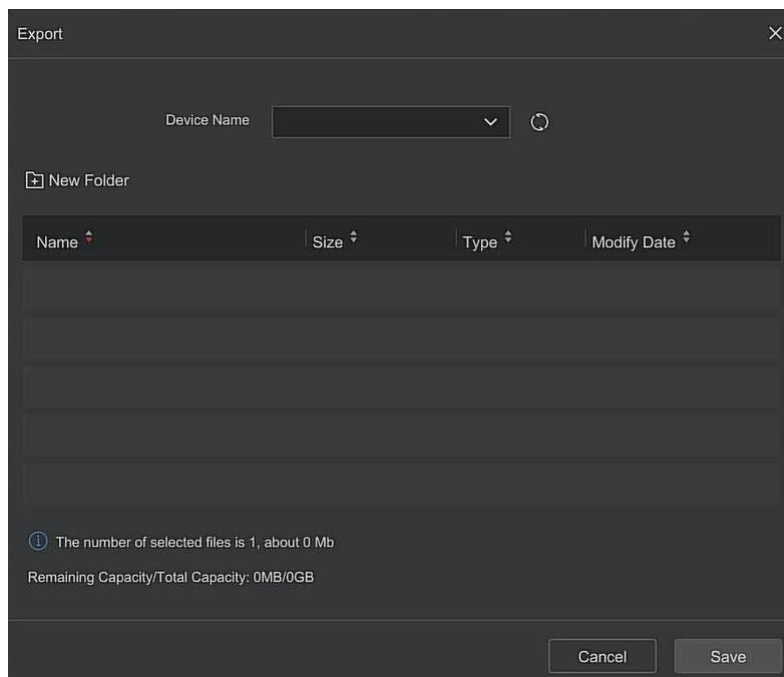 Export
Device Name
New Folder
Name Size Type Modify Date
The number of selected files is 1, about 0 Mb
Remaining Capacity/Total Capacity: 0MB/0GB
Cancel Save